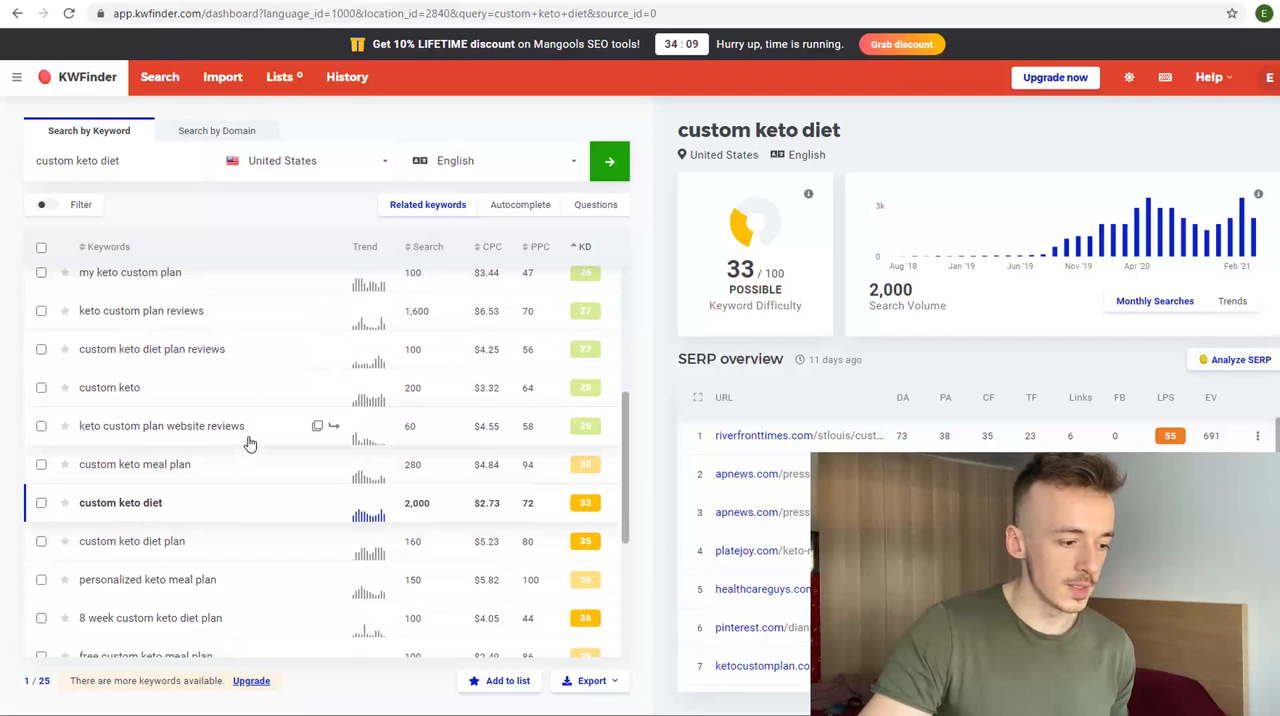 app.kwfinder.com/dashboard?language_id=1000&location_id=2840&query=custom+keto+diet&source_id=0
E
Get 10% LIFETIME discount on Mangools SEO tools! 34 : 09 Hurry up, time is running. Grab discount
KWFinder Search Import Lists 0 History Upgrade now Help E
Search by Keyword Search by Domain
custom keto diet United States English
Filter Related keywords Autocomplete Questions
Keywords Trend Search CPC PPC KD
my keto custom plan 100 $3.44 47 26
keto custom plan reviews 1,600 $6.53 70 27
custom keto diet plan reviews 100 $4.25 56 27
custom keto 200 $3.32 64 28
keto custom plan website reviews 60 $4.55 58 29
custom keto meal plan 280 $4.84 94 30
custom keto diet 2,000 $2.73 72 33
custom keto diet plan 160 $5.23 80 35
personalized keto meal plan 150 $5.82 100 36
8 week custom keto diet plan 100 $4.05 44 36
free custom keto meal plan 100 $2.49 86
1 / 25 There are more keywords available. Upgrade Add to list Export
custom keto diet
United States English
33 / 100
POSSIBLE
Keyword Difficulty
3k
0
Aug '18 Jan '19 Jun '19 Nov '19 Apr '20 Feb '21
2,000
Search Volume
Monthly Searches Trends
SERP overview 11 days ago Analyze SERP
URL DA PA CF TF Links FB LPS EV
1 riverfronttimes.com/stlouis/cust... 73 38 35 23 6 0 55 691
2 apnews.com/press
3 apnews.com/press
4 platejoy.com/keto-
5 healthcareguys.com
6 pinterest.com/dian
7 ketocustomplan.co